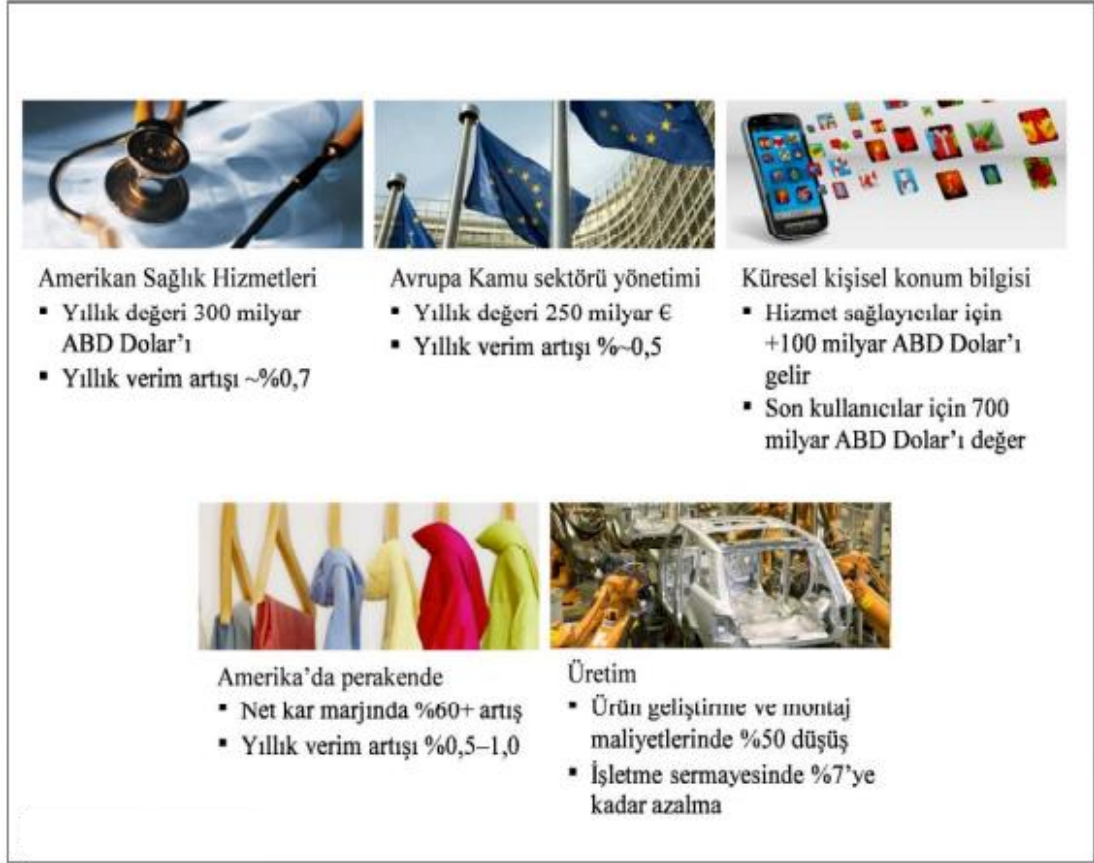 Amerikan Sağlık Hizmetleri
▪ Yıllık değeri 300 milyar
ABD Dolar’ı
▪ Yıllık verim artışı ~%0,7
Avrupa Kamu sektörü yönetimi
▪ Yıllık değeri 250 milyar €
▪ Yıllık verim artışı %~0,5
Küresel kişisel konum bilgisi
▪ Hizmet sağlayıcılar için
+100 milyar ABD Dolar’ı
gelir
▪ Son kullanıcılar için 700
milyar ABD Dolar’ı değer
Amerika’da perakende
▪ Net kar marjında %60+ artış
▪ Yıllık verim artışı %0,5–1,0
Üretim
▪ Ürün geliştirme ve montaj
maliyetlerinde %50 düşüş
▪ İşletme sermayesinde %7’ye
kadar azalma